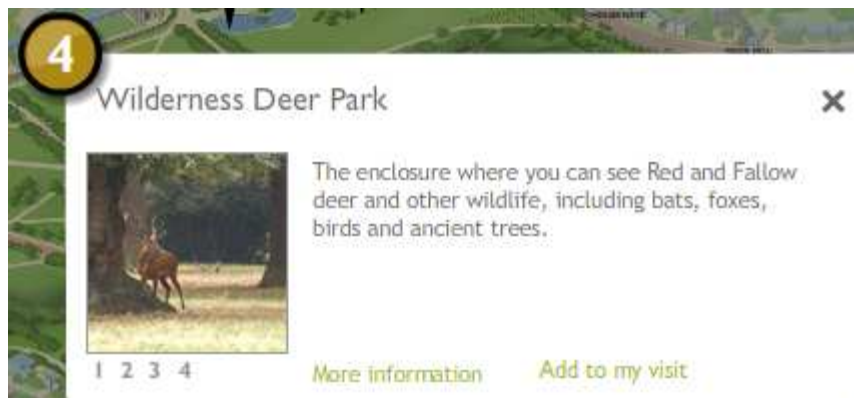 4
Wilderness Deer Park
The enclosure where you can see Red and Fallow
deer and other wildlife, including bats, foxes,
birds and ancient trees.
1 2 3 4
More information
Add to my visit